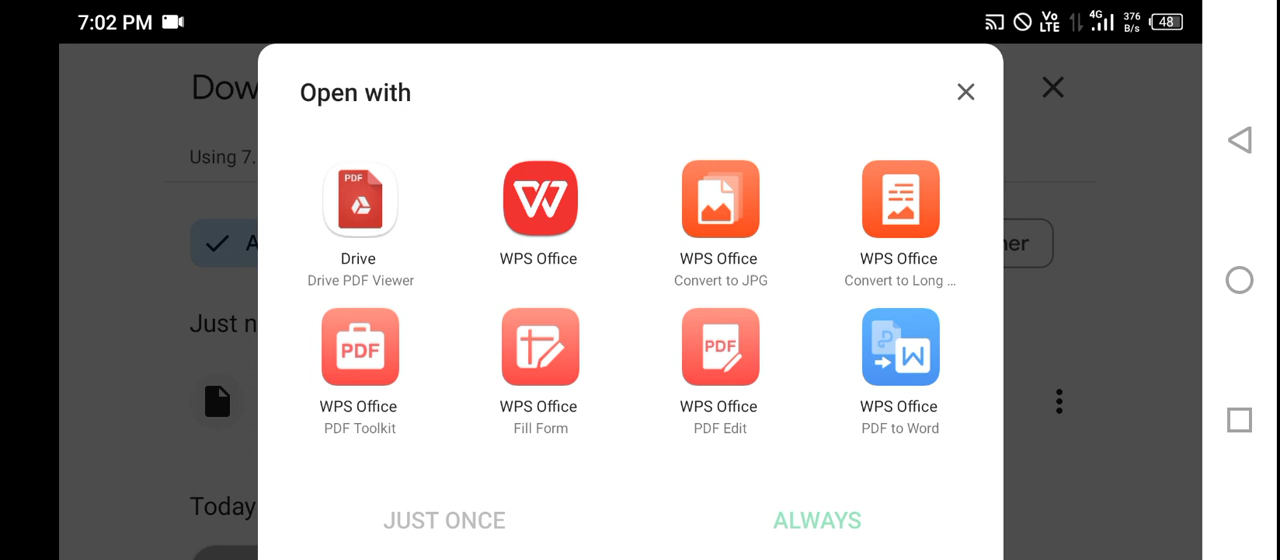 7:02 PM
Vo LTE 4G 376 B/s 48
Dow
Open with
Using 7.
PDF
Drive
WPS Office
WPS Office
WPS Office
Drive PDF Viewer
Convert to JPG
Convert to Long ...
A
ner
Just n
PDF
PDF
W
WPS Office
WPS Office
WPS Office
WPS Office
PDF Toolkit
Fill Form
PDF Edit
PDF to Word
Today
JUST ONCE
ALWAYS